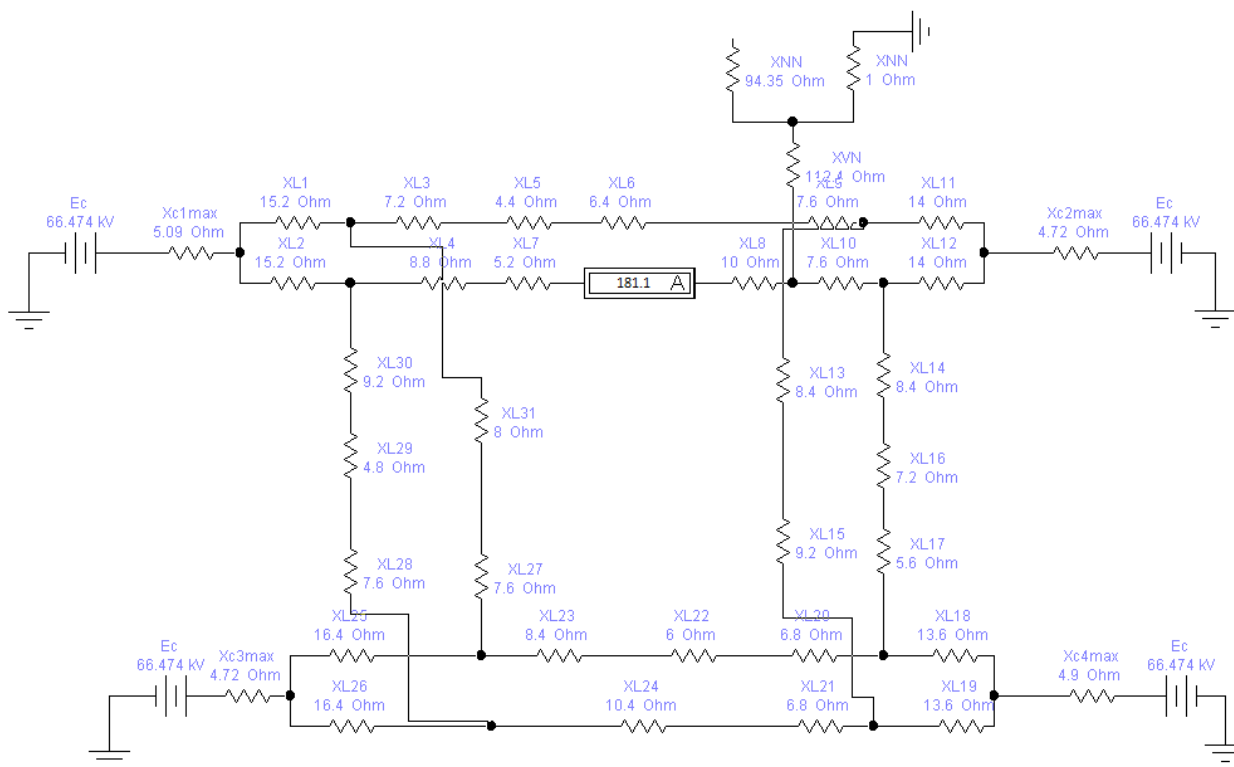 XNN
94.35 Ohm
XNN
1 Ohm
XVN
112.4 Ohm
XL1
15.2 Ohm
XL3
7.2 Ohm
XL5
4.4 Ohm
XL6
6.4 Ohm
XL9
7.6 Ohm
XL11
14 Ohm
Ec
66.474 kV
Xc1max
5.09 Ohm
Xc2max
4.72 Ohm
Ec
66.474 kV
XL2
15.2 Ohm
XL4
8.8 Ohm
XL7
5.2 Ohm
181.1 A
XL8
10 Ohm
XL10
7.6 Ohm
XL12
14 Ohm
XL30
9.2 Ohm
XL13
8.4 Ohm
XL14
8.4 Ohm
XL31
8 Ohm
XL29
4.8 Ohm
XL16
7.2 Ohm
XL15
9.2 Ohm
XL17
5.6 Ohm
XL28
7.6 Ohm
XL27
7.6 Ohm
XL25
16.4 Ohm
XL23
8.4 Ohm
XL22
6 Ohm
XL20
6.8 Ohm
XL18
13.6 Ohm
Ec
66.474 kV
Xc3max
4.72 Ohm
Xc4max
4.9 Ohm
Ec
66.474 kV
XL26
16.4 Ohm
XL24
10.4 Ohm
XL21
6.8 Ohm
XL19
13.6 Ohm